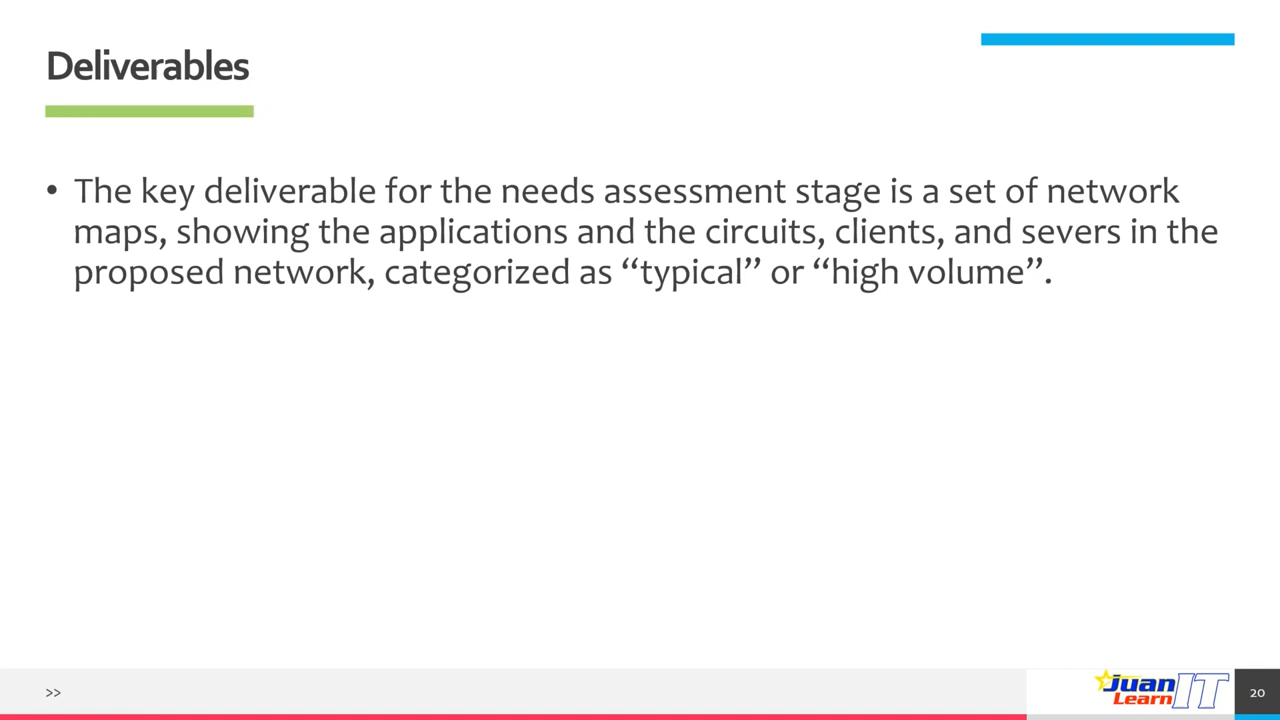 Deliverables
• The key deliverable for the needs assessment stage is a set of network
maps, showing the applications and the circuits, clients, and severs in the
proposed network, categorized as “typical” or “high volume”.
>>
Juan
Learn
IT
20